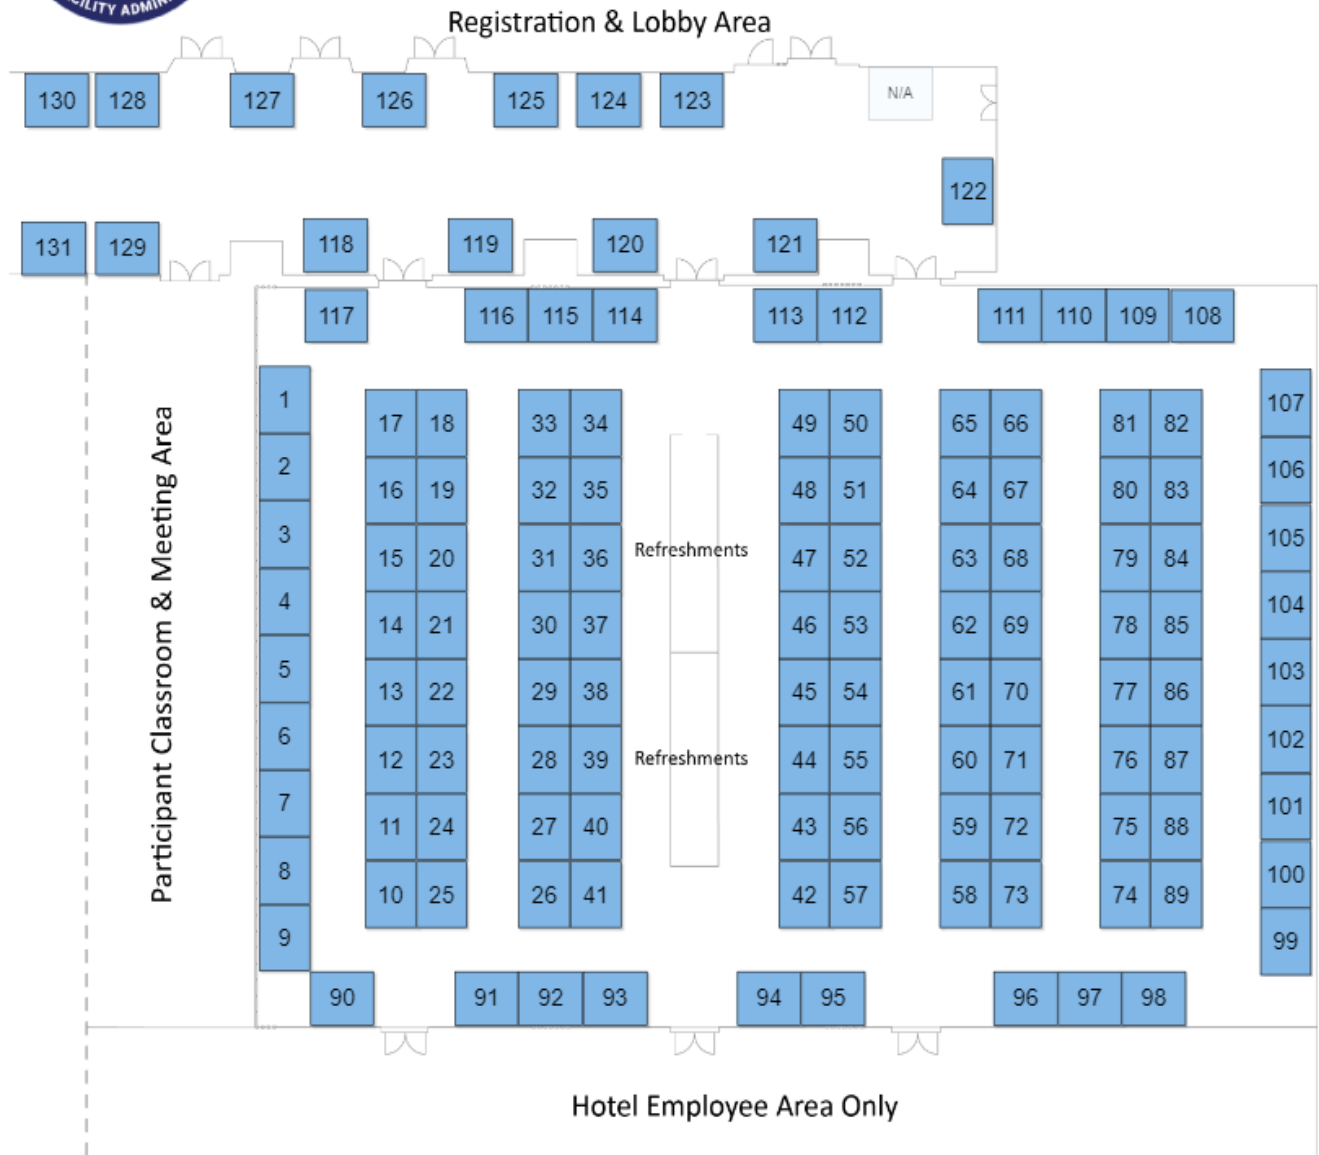 CILITY ADMIN
Registration & Lobby Area
130 128 127 126 125 124 123 N/A
122
131 129 118 119 120 121
117 116 115 114 113 112 111 110 109 108
Participant Classroom & Meeting Area
1
2
3
4
5
6
7
8
9
17 18 33 34 49 50 65 66 81 82
16 19 32 35 48 51 64 67 80 83
15 20 31 36 47 52 63 68 79 84
14 21 30 37 46 53 62 69 78 85
13 22 29 38 45 54 61 70 77 86
12 23 28 39 44 55 60 71 76 87
11 24 27 40 43 56 59 72 75 88
10 25 26 41 42 57 58 73 74 89
Refreshments
Refreshments
107
106
105
104
103
102
101
100
99
90 91 92 93 94 95 96 97 98
Hotel Employee Area Only